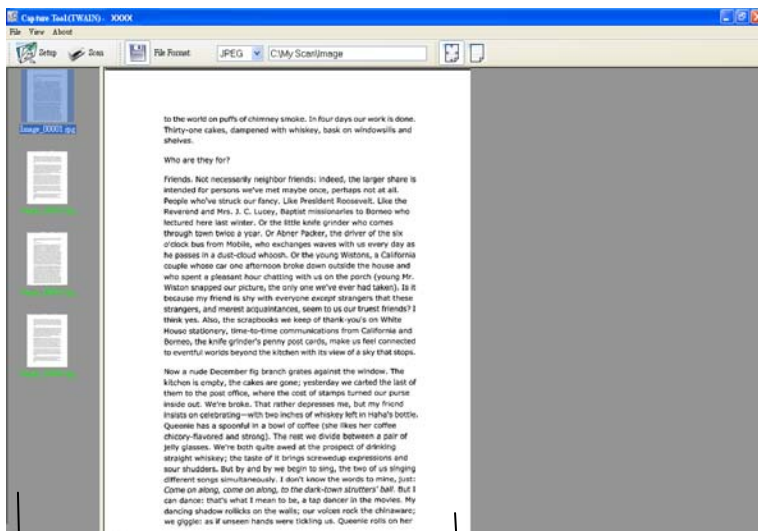 Capture Tool(TWAIN) - XXXX
File View About
Setup Scan File Format JPEG C:\My Scan\Image
Image_00001.jpg
to the world on puffs of chimney smoke. In four days our work is done.
Thirty-one cakes, dampened with whiskey, bask on windowsills and
shelves.
Who are they for?
Friends. Not necessarily neighbor friends: indeed, the larger share is
intended for persons we've met maybe once, perhaps not at all.
People who've struck our fancy. Like President Roosevelt. Like the
Reverend and Mrs. J. C. Lucey, Baptist missionaries to Borneo who
lectured here last winter. Or the little knife grinder who comes
through town twice a year. Or Abner Packer, the driver of the six
o'clock bus from Mobile, who exchanges waves with us every day as
he passes in a dust-cloud whoosh. Or the young Wistons, a California
couple whose car one afternoon broke down outside the house and
who spent a pleasant hour chatting with us on the porch (young Mr.
Wiston snapped our picture, the only one we've ever had taken). Is it
because my friend is shy with everyone except strangers that these
strangers, and merest acquaintances, seem to us our truest friends? I
think yes. Also, the scrapbooks we keep of thank-you's on White
House stationery, time-to-time communications from California and
Borneo, the knife grinder's penny post cards, make us feel connected
to eventful worlds beyond the kitchen with its view of a sky that stops.
Now a nude December fig branch grates against the window. The
kitchen is empty, the cakes are gone; yesterday we carted the last of
them to the post office, where the cost of stamps turned our purse
inside out. We're broke. That rather depresses me, but my friend
insists on celebrating—with two inches of whiskey left in Haha's bottle.
Queenie has a spoonful in a bowl of coffee (she likes her coffee
chicory-flavored and strong). The rest we divide between a pair of
jelly glasses. We're both quite awed at the prospect of drinking
straight whiskey; the taste of it brings screwedup expressions and
sour shudders. But by and by we begin to sing, the two of us singing
different songs simultaneously. I don't know the words to mine, just:
Come on along, come on along, to the dark-town strutters' ball. But I
can dance: that's what I mean to be, a tap dancer in the movies. My
dancing shadow rollicks on the walls; our voices rock the chinaware;
we giggle: as if unseen hands were tickling us. Queenie rolls on her